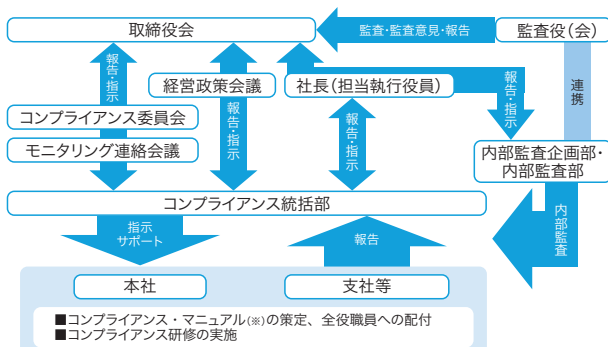 取締役会
監査・監査意見・報告
監査役(会)
報告・指示
経営政策会議
社長(担当執行役員)
報告・指示
連携
コンプライアンス委員会
報告・指示
報告・指示
モニタリング連絡会議
内部監査企画部・
内部監査部
コンプライアンス統括部
指示
サポート
報告
内部監査
本社
支社等
■コンプライアンス・マニュアル(※)の策定、全役職員への配付
■コンプライアンス研修の実施